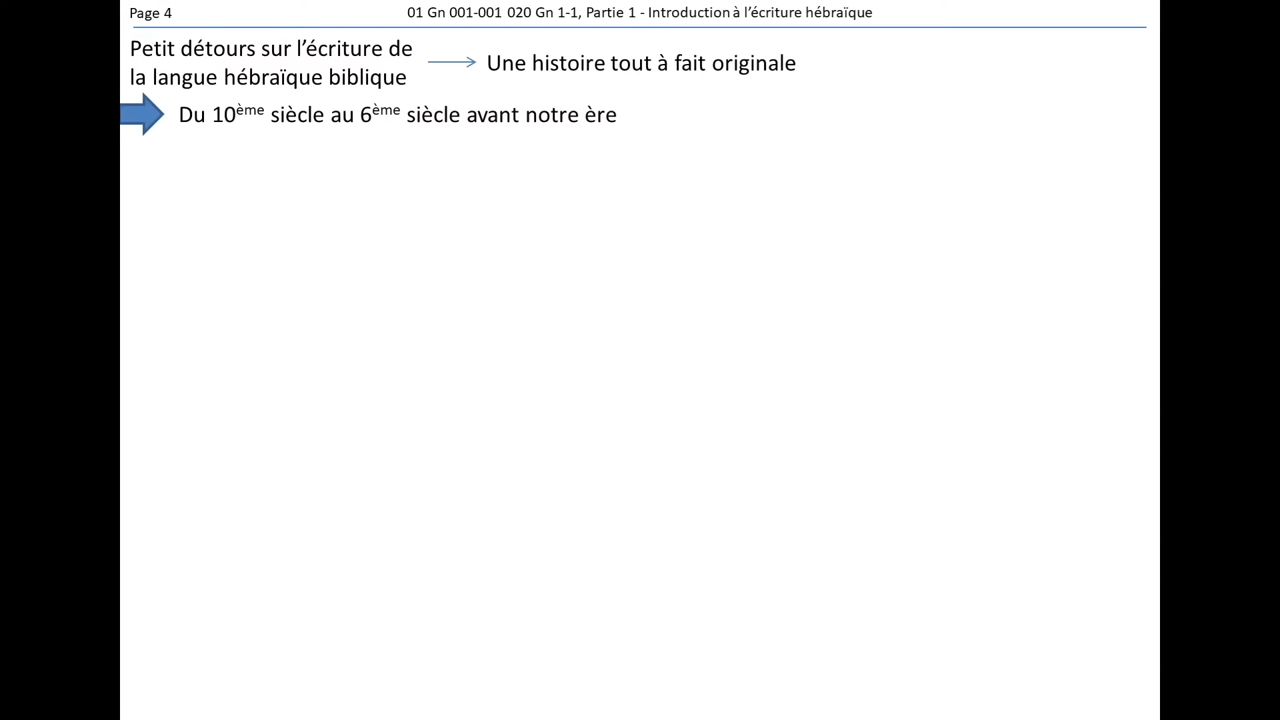 Page 4
01 Gn 001-001 020 Gn 1-1, Partie 1 - Introduction à l’écriture hébraïque
Petit détours sur l’écriture de
la langue hébraïque biblique
Une histoire tout à fait originale
Du 10ème siècle au 6ème siècle avant notre ère